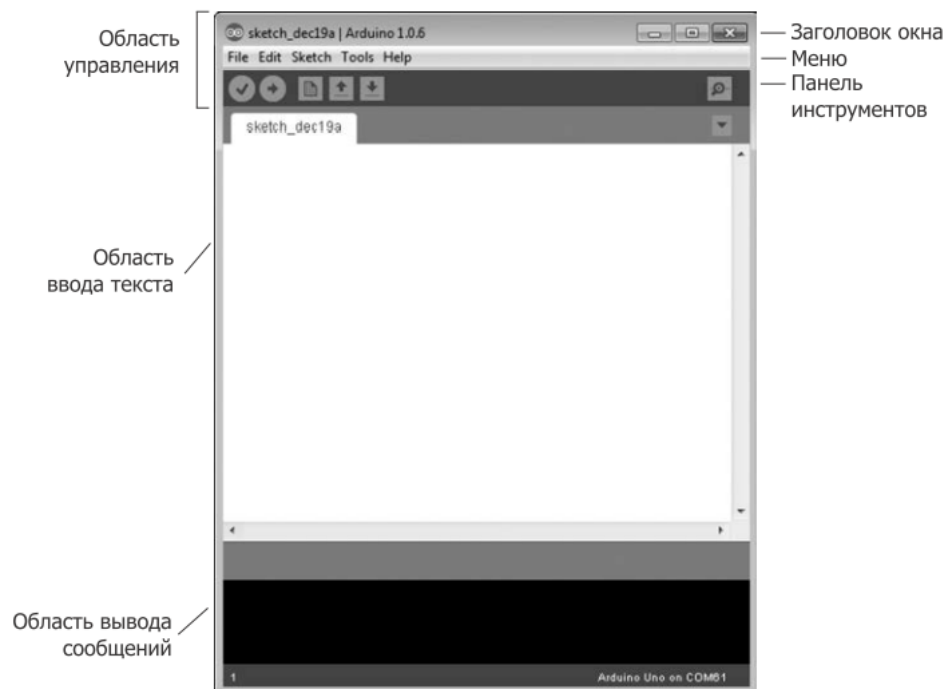 Область
управления
sketch_dec19a | Arduino 1.0.6
File Edit Sketch Tools Help
sketch_dec19a
Заголовок окна
Меню
Панель
инструментов
Область
ввода текста
Область вывода
сообщений
1
Arduino Uno on COM61